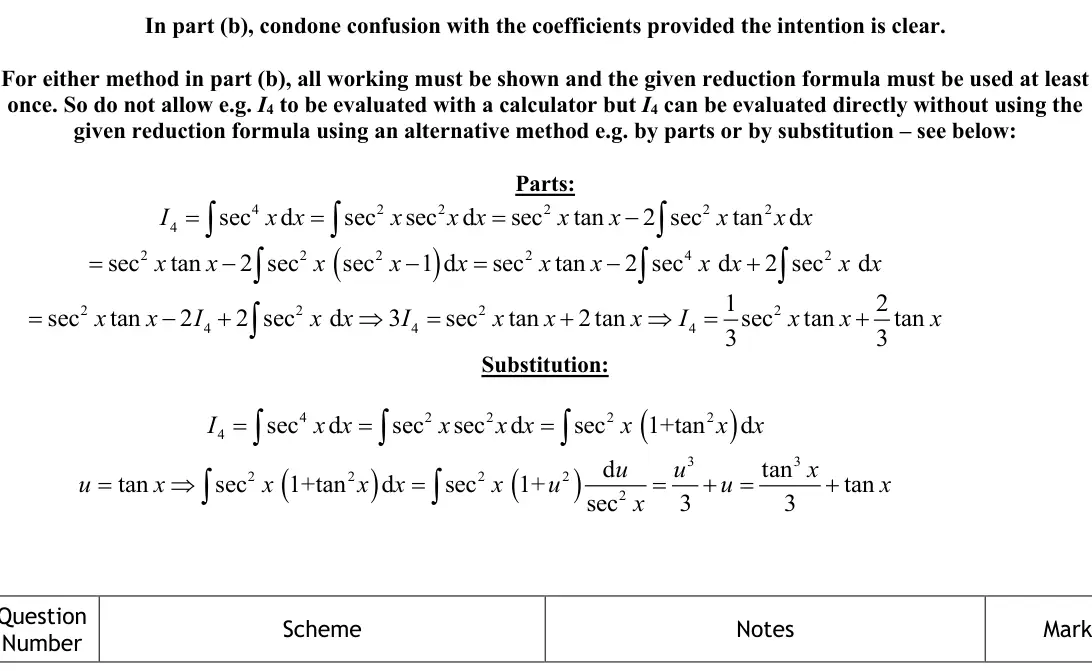 In part (b), condone confusion with the coefficients provided the intention is clear.
For either method in part (b), all working must be shown and the given reduction formula must be used at least
once. So do not allow e.g. I₄ to be evaluated with a calculator but I₄ can be evaluated directly without using the
given reduction formula using an alternative method e.g. by parts or by substitution – see below:
Parts:
I₄ = ∫ sec⁴ x dx = ∫ sec² x sec² x dx = sec² x tan x − 2∫ sec² x tan² x dx
= sec² x tan x − 2∫ sec² x (sec² x − 1) dx = sec² x tan x − 2∫ sec⁴ x dx + 2∫ sec² x dx
= sec² x tan x − 2I₄ + 2∫ sec² x dx ⇒ 3I₄ = sec² x tan x + 2 tan x ⇒ I₄ = 1/3 sec² x tan x + 2/3 tan x
Substitution:
I₄ = ∫ sec⁴ x dx = ∫ sec² x sec² x dx = ∫ sec² x (1+tan² x) dx
u = tan x ⇒ ∫ sec² x (1+tan² x) dx = ∫ sec² x (1+u²) du/sec² x = u³/3 + u = tan³ x/3 + tan x
Question Number
Scheme
Notes
Mark